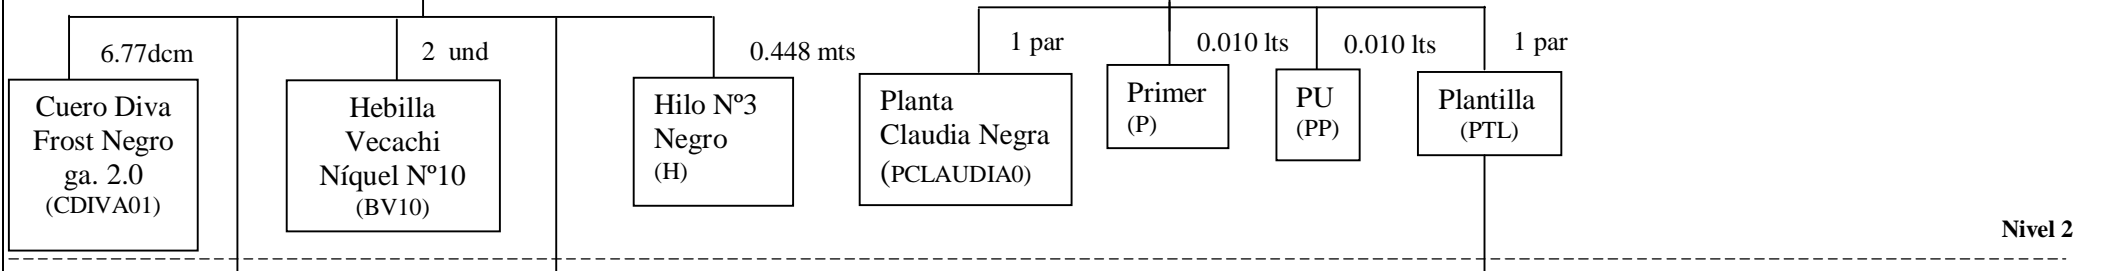 6.77dcm
Cuero Diva
Frost Negro
ga. 2.0
(CDIVA01)
2 und
Hebilla
Vecachi
Níquel Nº10
(BV10)
0.448 mts
Hilo Nº3
Negro
(H)
1 par
Planta
Claudia Negra
(PCLAUDIA0)
0.010 lts
Primer
(P)
0.010 lts
PU
(PP)
1 par
Plantilla
(PTL)
Nivel 2